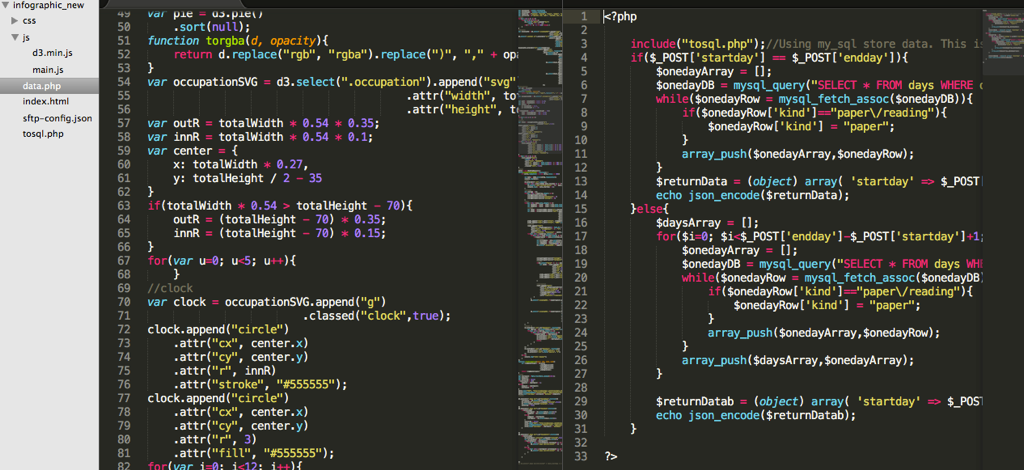 infographic_new
css
js
d3.min.js
main.js
data.php
index.html
sftp-config.json
tosql.php
49 var pie = d3.pie()
50     .sort(null);
51 function torgba(d, opacity){
52     return d.replace("rgb", "rgba").replace(")", "," + opa
53 }
54 var occupationSVG = d3.select(".occupation").append("svg"
55 .attr("width", to
56 .attr("height", t
57 var outR = totalWidth * 0.54 * 0.35;
58 var innR = totalWidth * 0.54 * 0.1;
59 var center = {
60     x: totalWidth * 0.27,
61     y: totalHeight / 2 - 35
62 }
63 if(totalWidth * 0.54 > totalHeight - 70){
64     outR = (totalHeight - 70) * 0.35;
65     innR = (totalHeight - 70) * 0.15;
66 }
67 for(var u=0; u<5; u++){
68     }
69 //clock
70 var clock = occupationSVG.append("g")
71 .classed("clock",true);
72 clock.append("circle")
73     .attr("cx", center.x)
74     .attr("cy", center.y)
75     .attr("r", innR)
76     .attr("stroke", "#555555");
77 clock.append("circle")
78     .attr("cx", center.x)
79     .attr("cy", center.y)
80     .attr("r", 3)
81     .attr("fill", "#555555");
82 for(var i=0; i<12; i++){
1 <?php
2
3     include("tosql.php");//Using my_sql store data. This is
4     if($_POST['startday'] == $_POST['endday']){
5         $onedayArray = [];
6         $onedayDB = mysql_query("SELECT * FROM days WHERE
7         while($onedayRow = mysql_fetch_assoc($onedayDB)){
8             if($onedayRow['kind']=="paper\/reading"){
9                 $onedayRow['kind'] = "paper";
10             }
11             array_push($onedayArray,$onedayRow);
12         }
13         $returnData = (object) array( 'startday' => $_POST[
14         echo json_encode($returnData);
15     }else{
16         $daysArray = [];
17         for($i=0; $i<$_POST['endday']-$_POST['startday']+1;
18             $onedayArray = [];
19             $onedayDB = mysql_query("SELECT * FROM days WHE
20             while($onedayRow = mysql_fetch_assoc($onedayDB)
21                 if($onedayRow['kind']=="paper\/reading"){
22                     $onedayRow['kind'] = "paper";
23                 }
24                 array_push($onedayArray,$onedayRow);
25             }
26             array_push($daysArray,$onedayArray);
27         }
28
29         $returnDatab = (object) array( 'startday' => $_POST
30         echo json_encode($returnDatab);
31     }
32
33 ?>